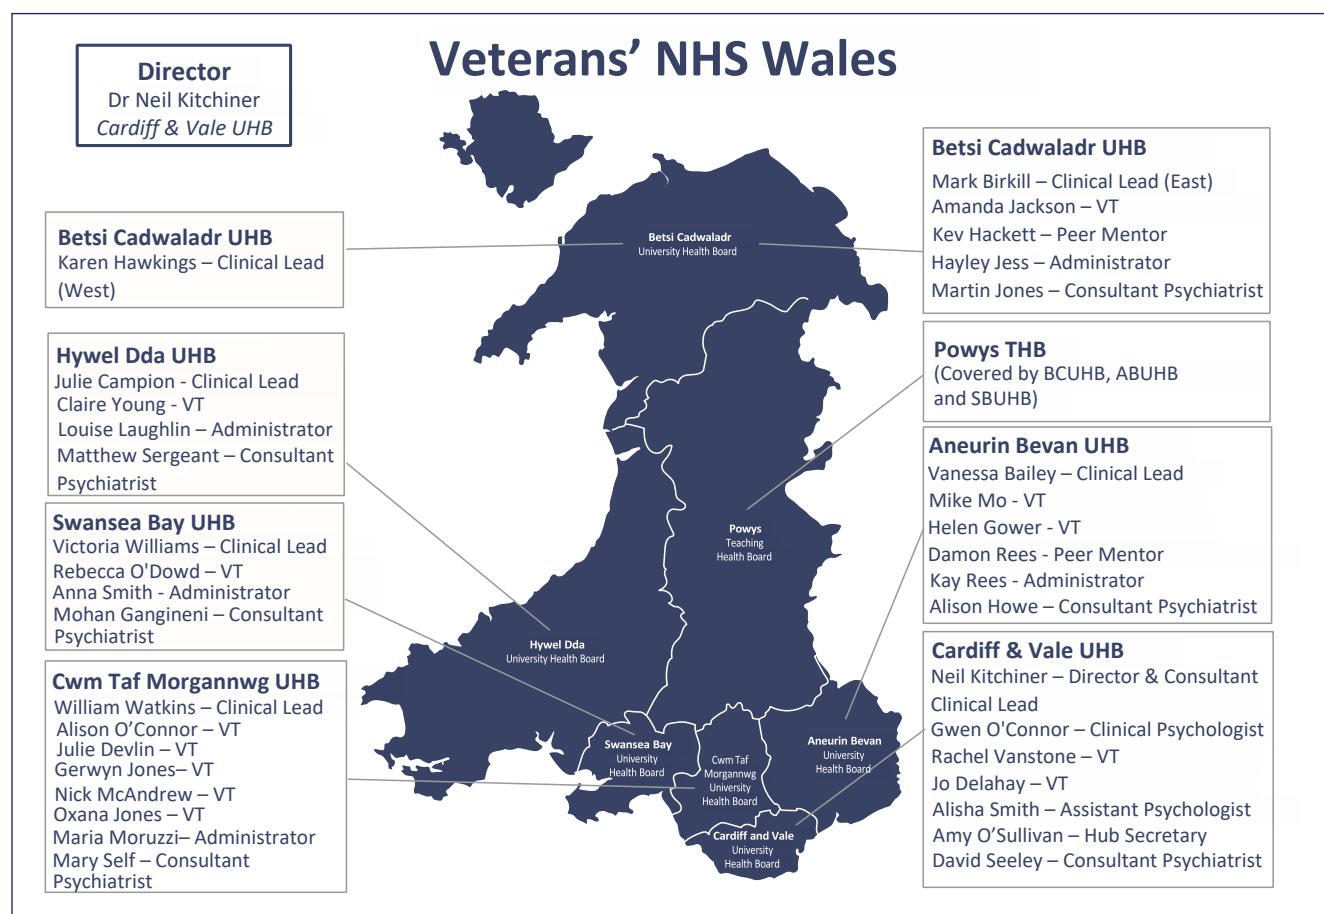 Veterans’ NHS Wales
Director
Dr Neil Kitchiner
Cardiff & Vale UHB
Betsi Cadwaladr UHB
Karen Hawkings – Clinical Lead
(West)
Hywel Dda UHB
Julie Campion - Clinical Lead
Claire Young - VT
Louise Laughlin – Administrator
Matthew Sergeant – Consultant
Psychiatrist
Swansea Bay UHB
Victoria Williams – Clinical Lead
Rebecca O'Dowd – VT
Anna Smith - Administrator
Mohan Gangineni – Consultant
Psychiatrist
Cwm Taf Morgannwg UHB
William Watkins – Clinical Lead
Alison O’Connor – VT
Julie Devlin – VT
Gerwyn Jones– VT
Nick McAndrew – VT
Oxana Jones – VT
Maria Moruzzi– Administrator
Mary Self – Consultant
Psychiatrist
Betsi Cadwaladr
University Health Board
Powys
Teaching
Health Board
Hywel Dda
University Health Board
Swansea Bay
University
Health Board
Cwm Taf
Morgannwg
University
Health Board
Aneurin Bevan
University
Health Board
Cardiff and Vale
University
Health Board
Betsi Cadwaladr UHB
Mark Birkill – Clinical Lead (East)
Amanda Jackson – VT
Kev Hackett – Peer Mentor
Hayley Jess – Administrator
Martin Jones – Consultant Psychiatrist
Powys THB
(Covered by BCUHB, ABUHB
and SBUHB)
Aneurin Bevan UHB
Vanessa Bailey – Clinical Lead
Mike Mo - VT
Helen Gower - VT
Damon Rees - Peer Mentor
Kay Rees - Administrator
Alison Howe – Consultant Psychiatrist
Cardiff & Vale UHB
Neil Kitchiner – Director & Consultant
Clinical Lead
Gwen O'Connor – Clinical Psychologist
Rachel Vanstone – VT
Jo Delahay – VT
Alisha Smith – Assistant Psychologist
Amy O’Sullivan – Hub Secretary
David Seeley – Consultant Psychiatrist